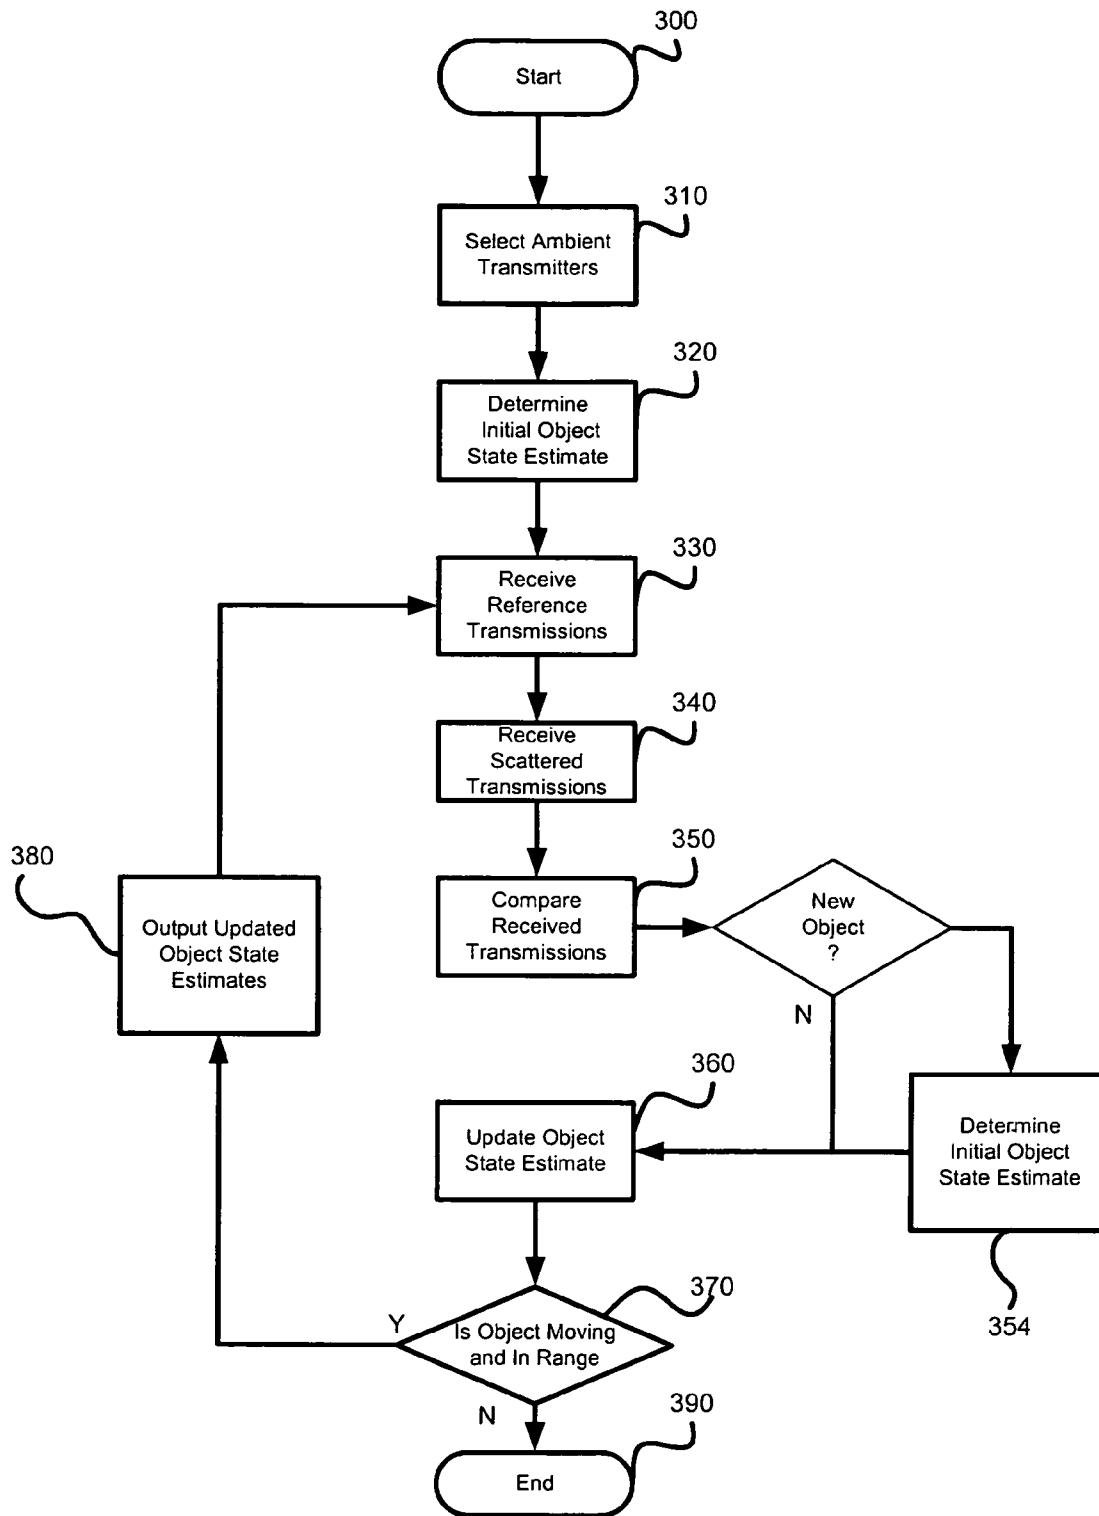 300
Start
310
Select Ambient
Transmitters
320
Determine
Initial Object
State Estimate
330
Receive
Reference
Transmissions
340
Receive
Scattered
Transmissions
350
Compare
Received
Transmissions
New
Object
?
N
380
Output Updated
Object State
Estimates
360
Update Object
State Estimate
Determine
Initial Object
State Estimate
354
370
Y
Is Object Moving
and In Range
N
390
End